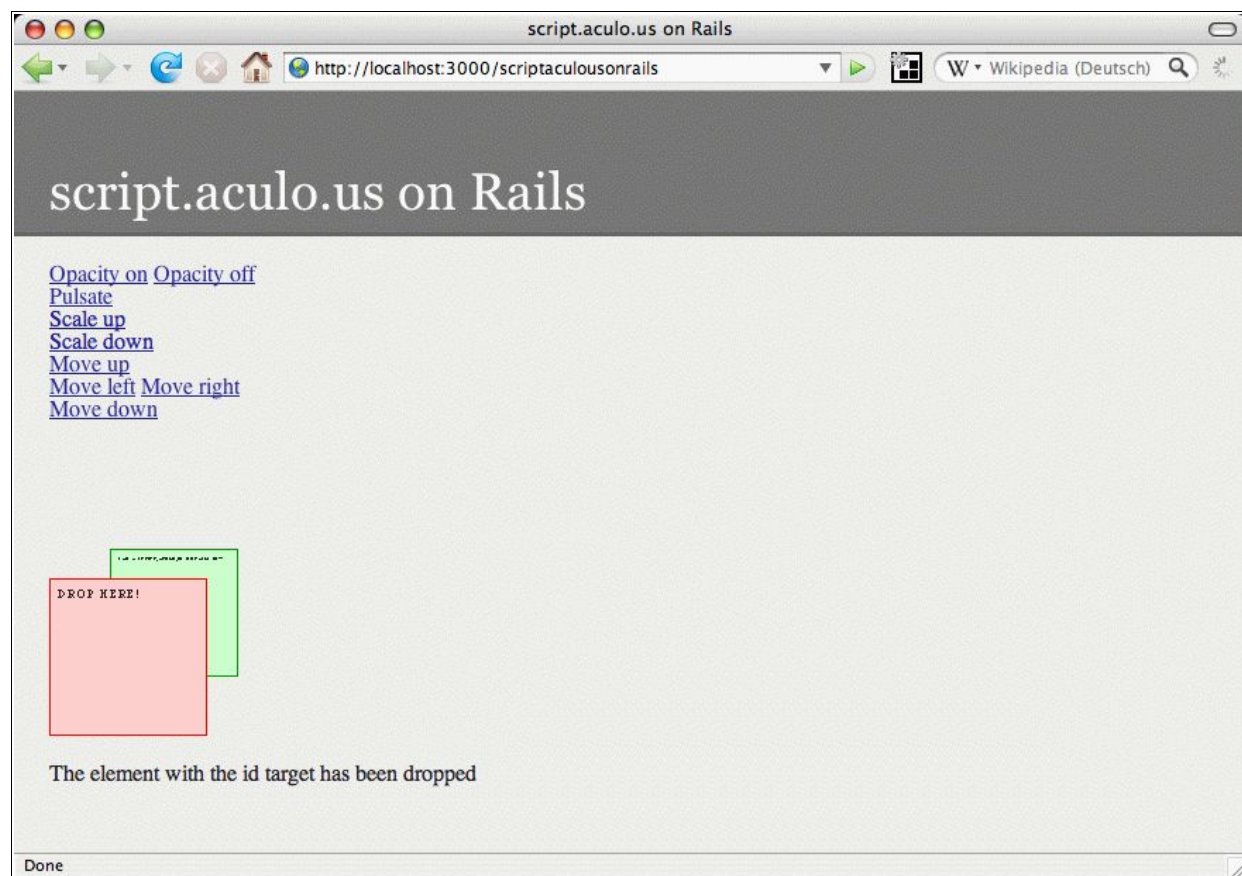 script.aculo.us on Rails
http://localhost:3000/scriptaculousonrails
W Wikipedia (Deutsch)
script.aculo.us on Rails
Opacity on Opacity off
Pulsate
Scale up
Scale down
Move up
Move left Move right
Move down
DROP HERE!
The element with the id target has been dropped
Done